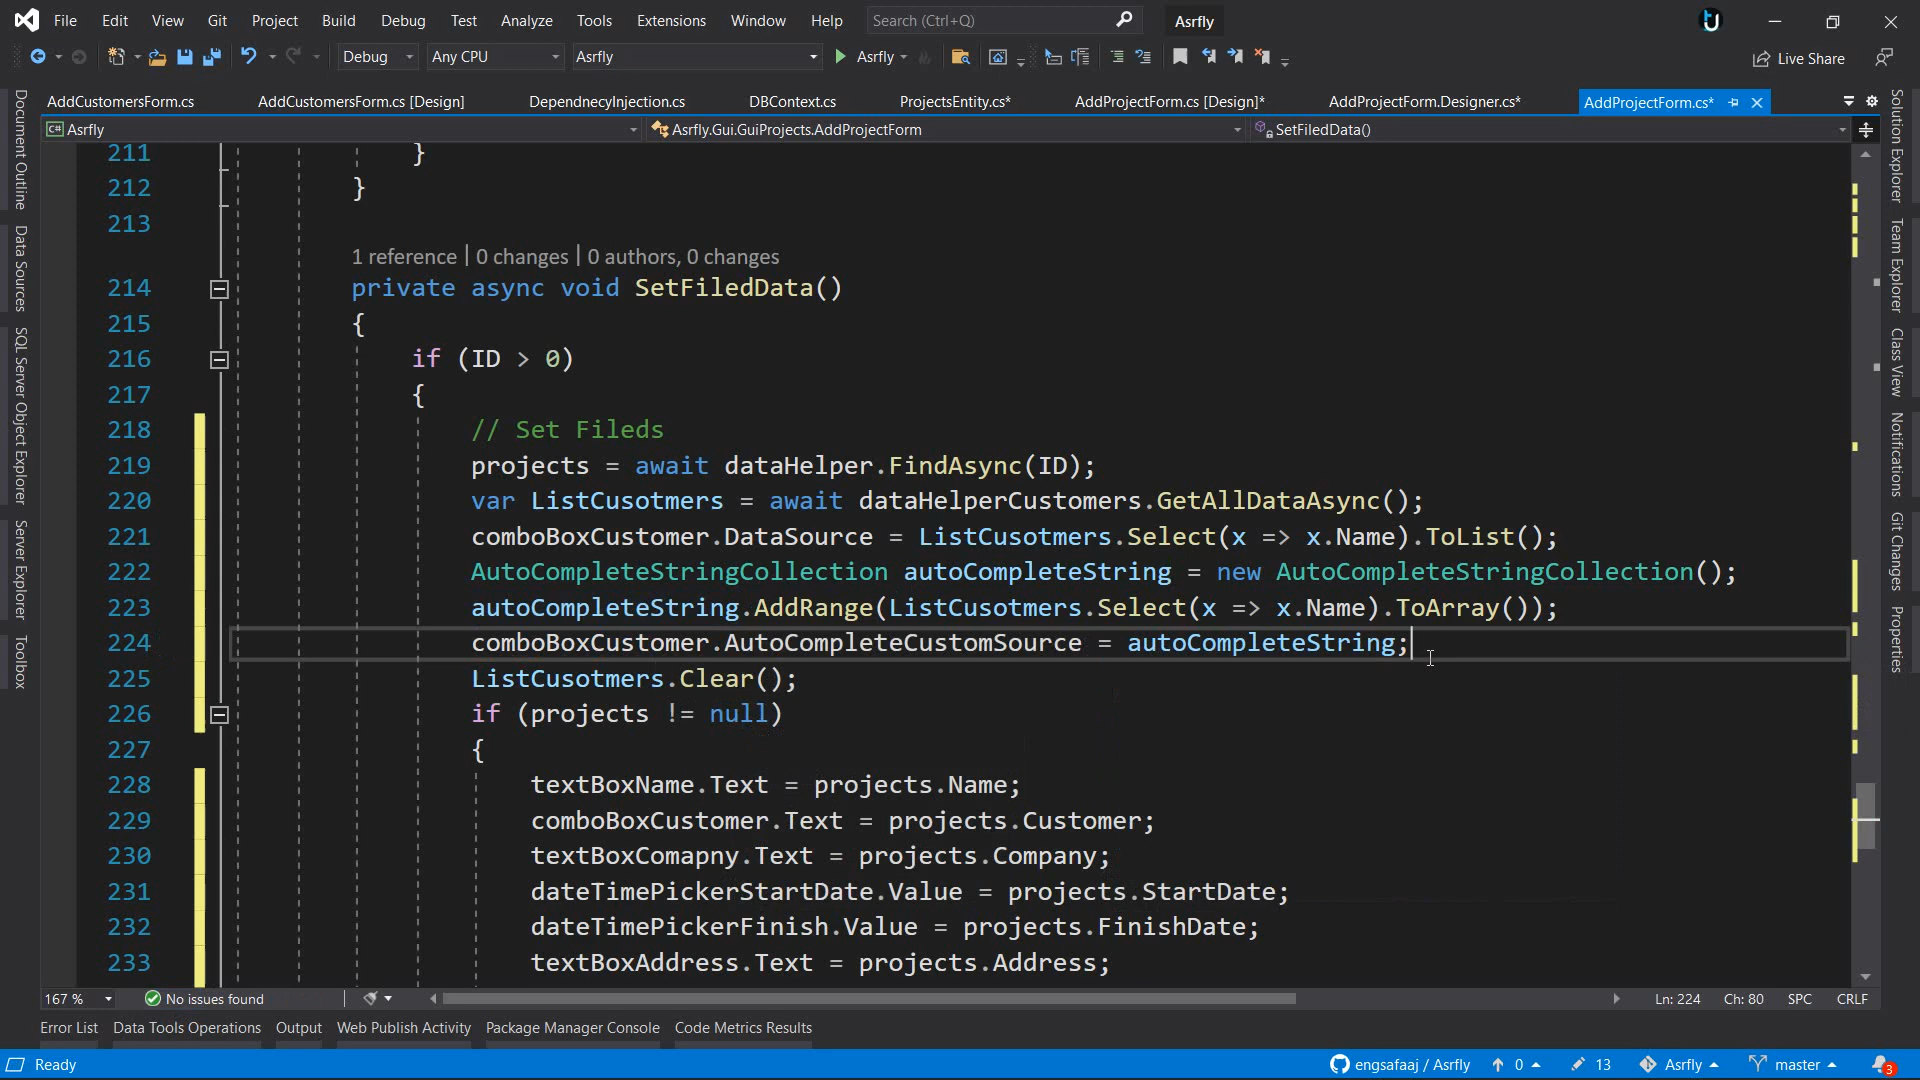 File Edit View Git Project Build Debug Test Analyze Tools Extensions Window Help Search (Ctrl+Q) Asrfly
Debug Any CPU Asrfly Asrfly Live Share
AddCustomersForm.cs AddCustomersForm.cs [Design] DependnecyInjection.cs DBContext.cs ProjectsEntity.cs* AddProjectForm.cs [Design]* AddProjectForm.Designer.cs* AddProjectForm.cs*
C# Asrfly Asrfly.Gui.GuiProjects.AddProjectForm SetFiledData()
211 }
212 }
213
1 reference | 0 changes | 0 authors, 0 changes
214 private async void SetFiledData()
215 {
216 if (ID > 0)
217 {
218 // Set Fileds
219 projects = await dataHelper.FindAsync(ID);
220 var ListCusotmers = await dataHelperCustomers.GetAllDataAsync();
221 comboBoxCustomer.DataSource = ListCusotmers.Select(x => x.Name).ToList();
222 AutoCompleteStringCollection autoCompleteString = new AutoCompleteStringCollection();
223 autoCompleteString.AddRange(ListCusotmers.Select(x => x.Name).ToArray());
224 comboBoxCustomer.AutoCompleteCustomSource = autoCompleteString;
225 ListCusotmers.Clear();
226 if (projects != null)
227 {
228 textBoxName.Text = projects.Name;
229 comboBoxCustomer.Text = projects.Customer;
230 textBoxComapny.Text = projects.Company;
231 dateTimePickerStartDate.Value = projects.StartDate;
232 dateTimePickerFinish.Value = projects.FinishDate;
233 textBoxAddress.Text = projects.Address;
167 % No issues found Ln: 224 Ch: 80 SPC CRLF
Error List Data Tools Operations Output Web Publish Activity Package Manager Console Code Metrics Results
Ready engsafaaj / Asrfly 0 13 Asrfly master 3
Document Outline
Data Sources
SQL Server Object Explorer
Server Explorer
Toolbox
Solution Explorer
Team Explorer
Class View
Notifications
Git Changes
Properties